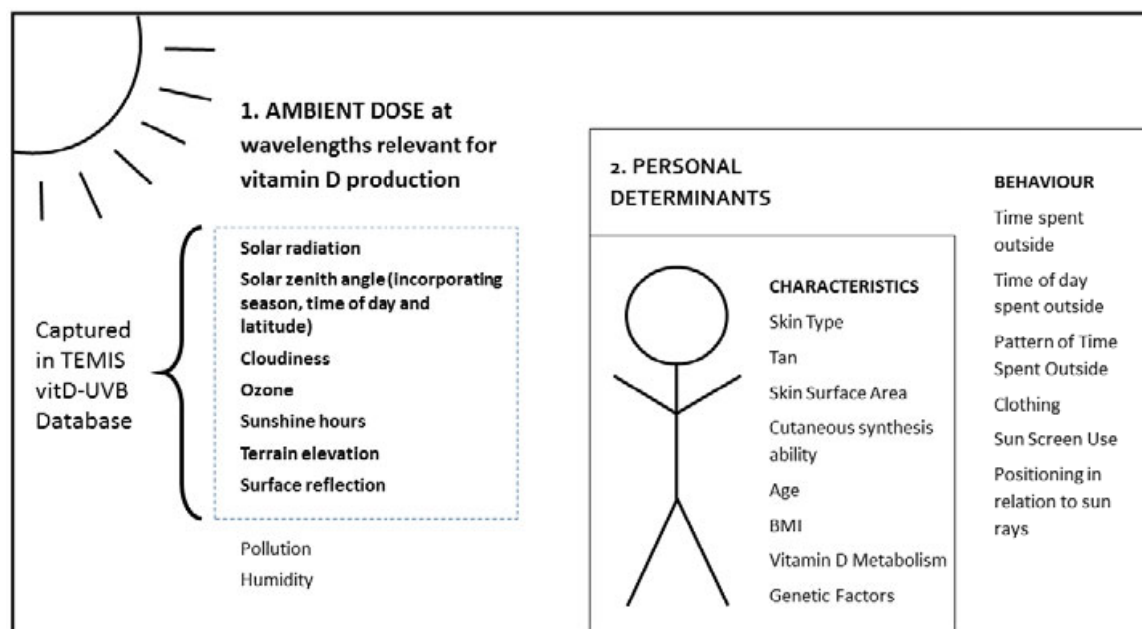 1. AMBIENT DOSE at
wavelengths relevant for
vitamin D production
Captured
in TEMIS
vitD-UVB
Database
Solar radiation
Solar zenith angle (incorporating
season, time of day and
latitude)
Cloudiness
Ozone
Sunshine hours
Terrain elevation
Surface reflection
Pollution
Humidity
2. PERSONAL
DETERMINANTS
CHARACTERISTICS
Skin Type
Tan
Skin Surface Area
Cutaneous synthesis
ability
Age
BMI
Vitamin D Metabolism
Genetic Factors
BEHAVIOUR
Time spent
outside
Time of day
spent outside
Pattern of Time
Spent Outside
Clothing
Sun Screen Use
Positioning in
relation to sun
rays